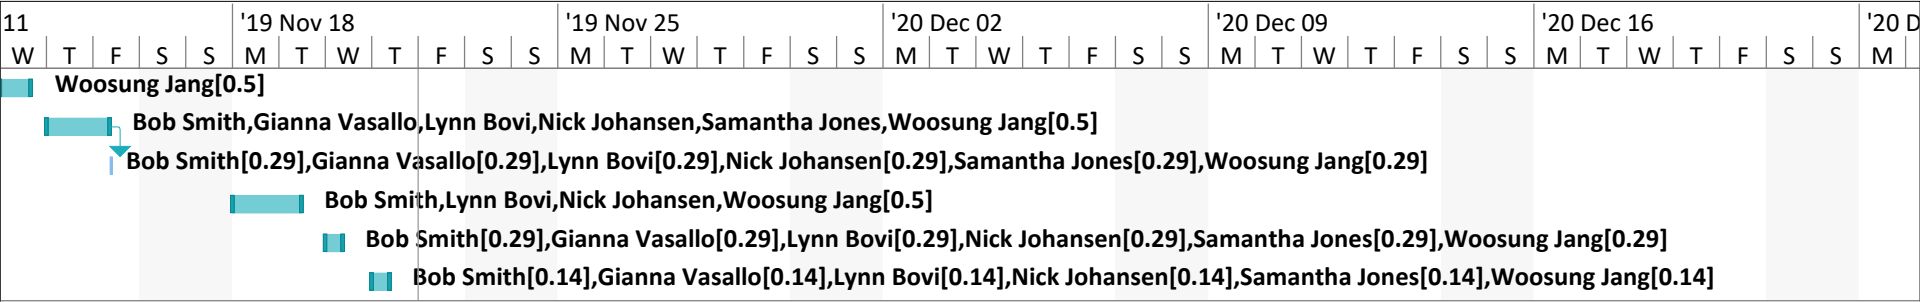 11 '19 Nov 18 '19 Nov 25 '20 Dec 02 '20 Dec 09 '20 Dec 16 '20 D
W T F S S M T W T F S S M T W T F S S M T W T F S S M T W T F S S M T W T F S S M
Woosung Jang[0.5]
Bob Smith,Gianna Vasallo,Lynn Bovi,Nick Johansen,Samantha Jones,Woosung Jang[0.5]
Bob Smith[0.29],Gianna Vasallo[0.29],Lynn Bovi[0.29],Nick Johansen[0.29],Samantha Jones[0.29],Woosung Jang[0.29]
Bob Smith,Lynn Bovi,Nick Johansen,Woosung Jang[0.5]
Bob Smith[0.29],Gianna Vasallo[0.29],Lynn Bovi[0.29],Nick Johansen[0.29],Samantha Jones[0.29],Woosung Jang[0.29]
Bob Smith[0.14],Gianna Vasallo[0.14],Lynn Bovi[0.14],Nick Johansen[0.14],Samantha Jones[0.14],Woosung Jang[0.14]